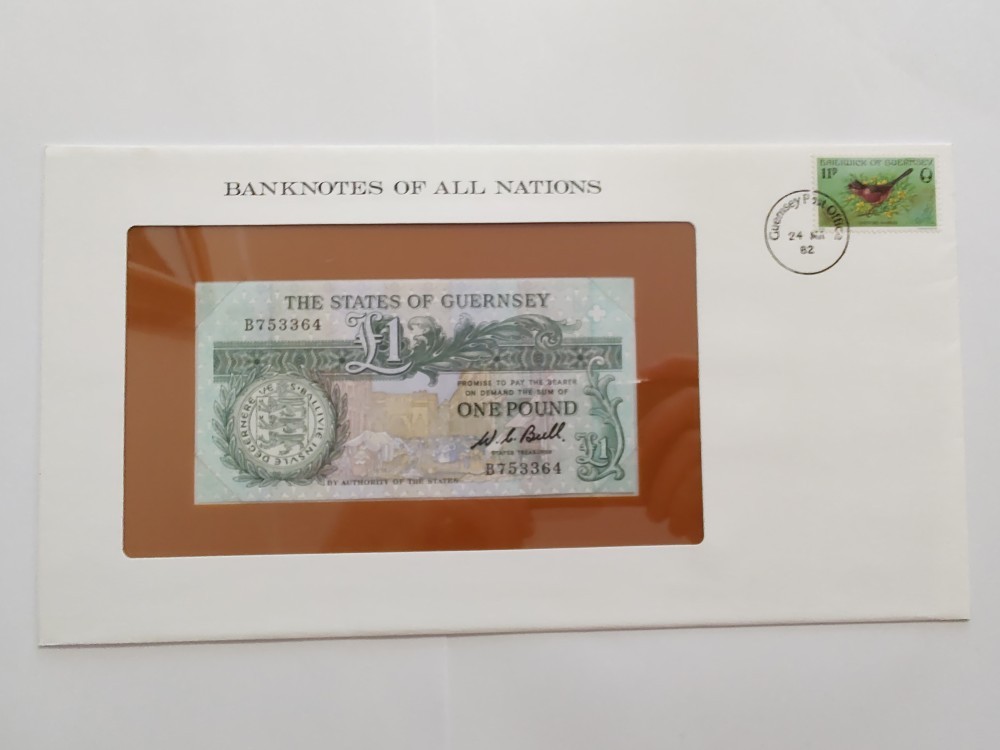 BANKNOTES OF ALL NATIONS
BAILIWICK OF GUERNSEY
11P
Guernsey Post Office
24
82
THE STATES OF GUERNSEY
B753364
£1
PROMISE TO PAY THE BEARER
ON DEMAND THE SUM OF
ONE POUND
W. C. Bull.
STATES TREASURER
£1
B753364
BY AUTHORITY OF THE STATES